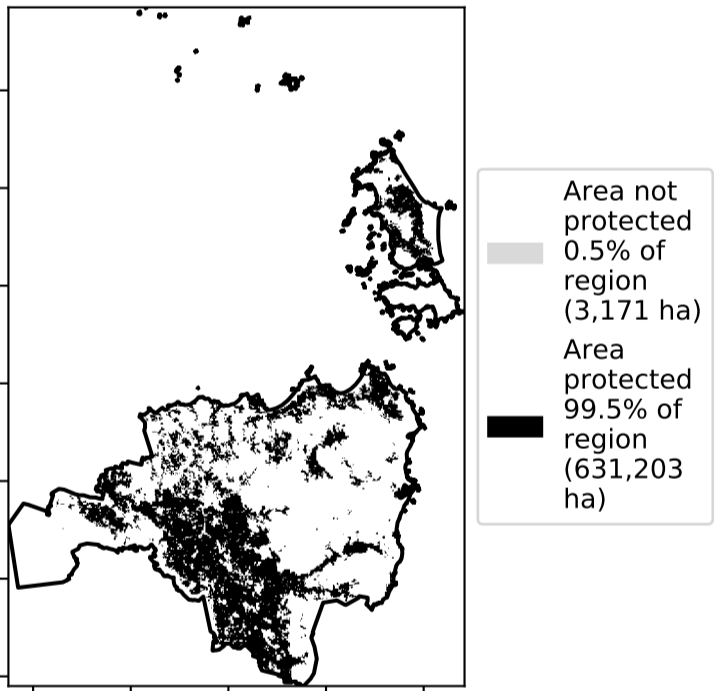 Area not
protected
0.5% of
region
(3,171 ha)
Area
protected
99.5% of
region
(631,203
ha)